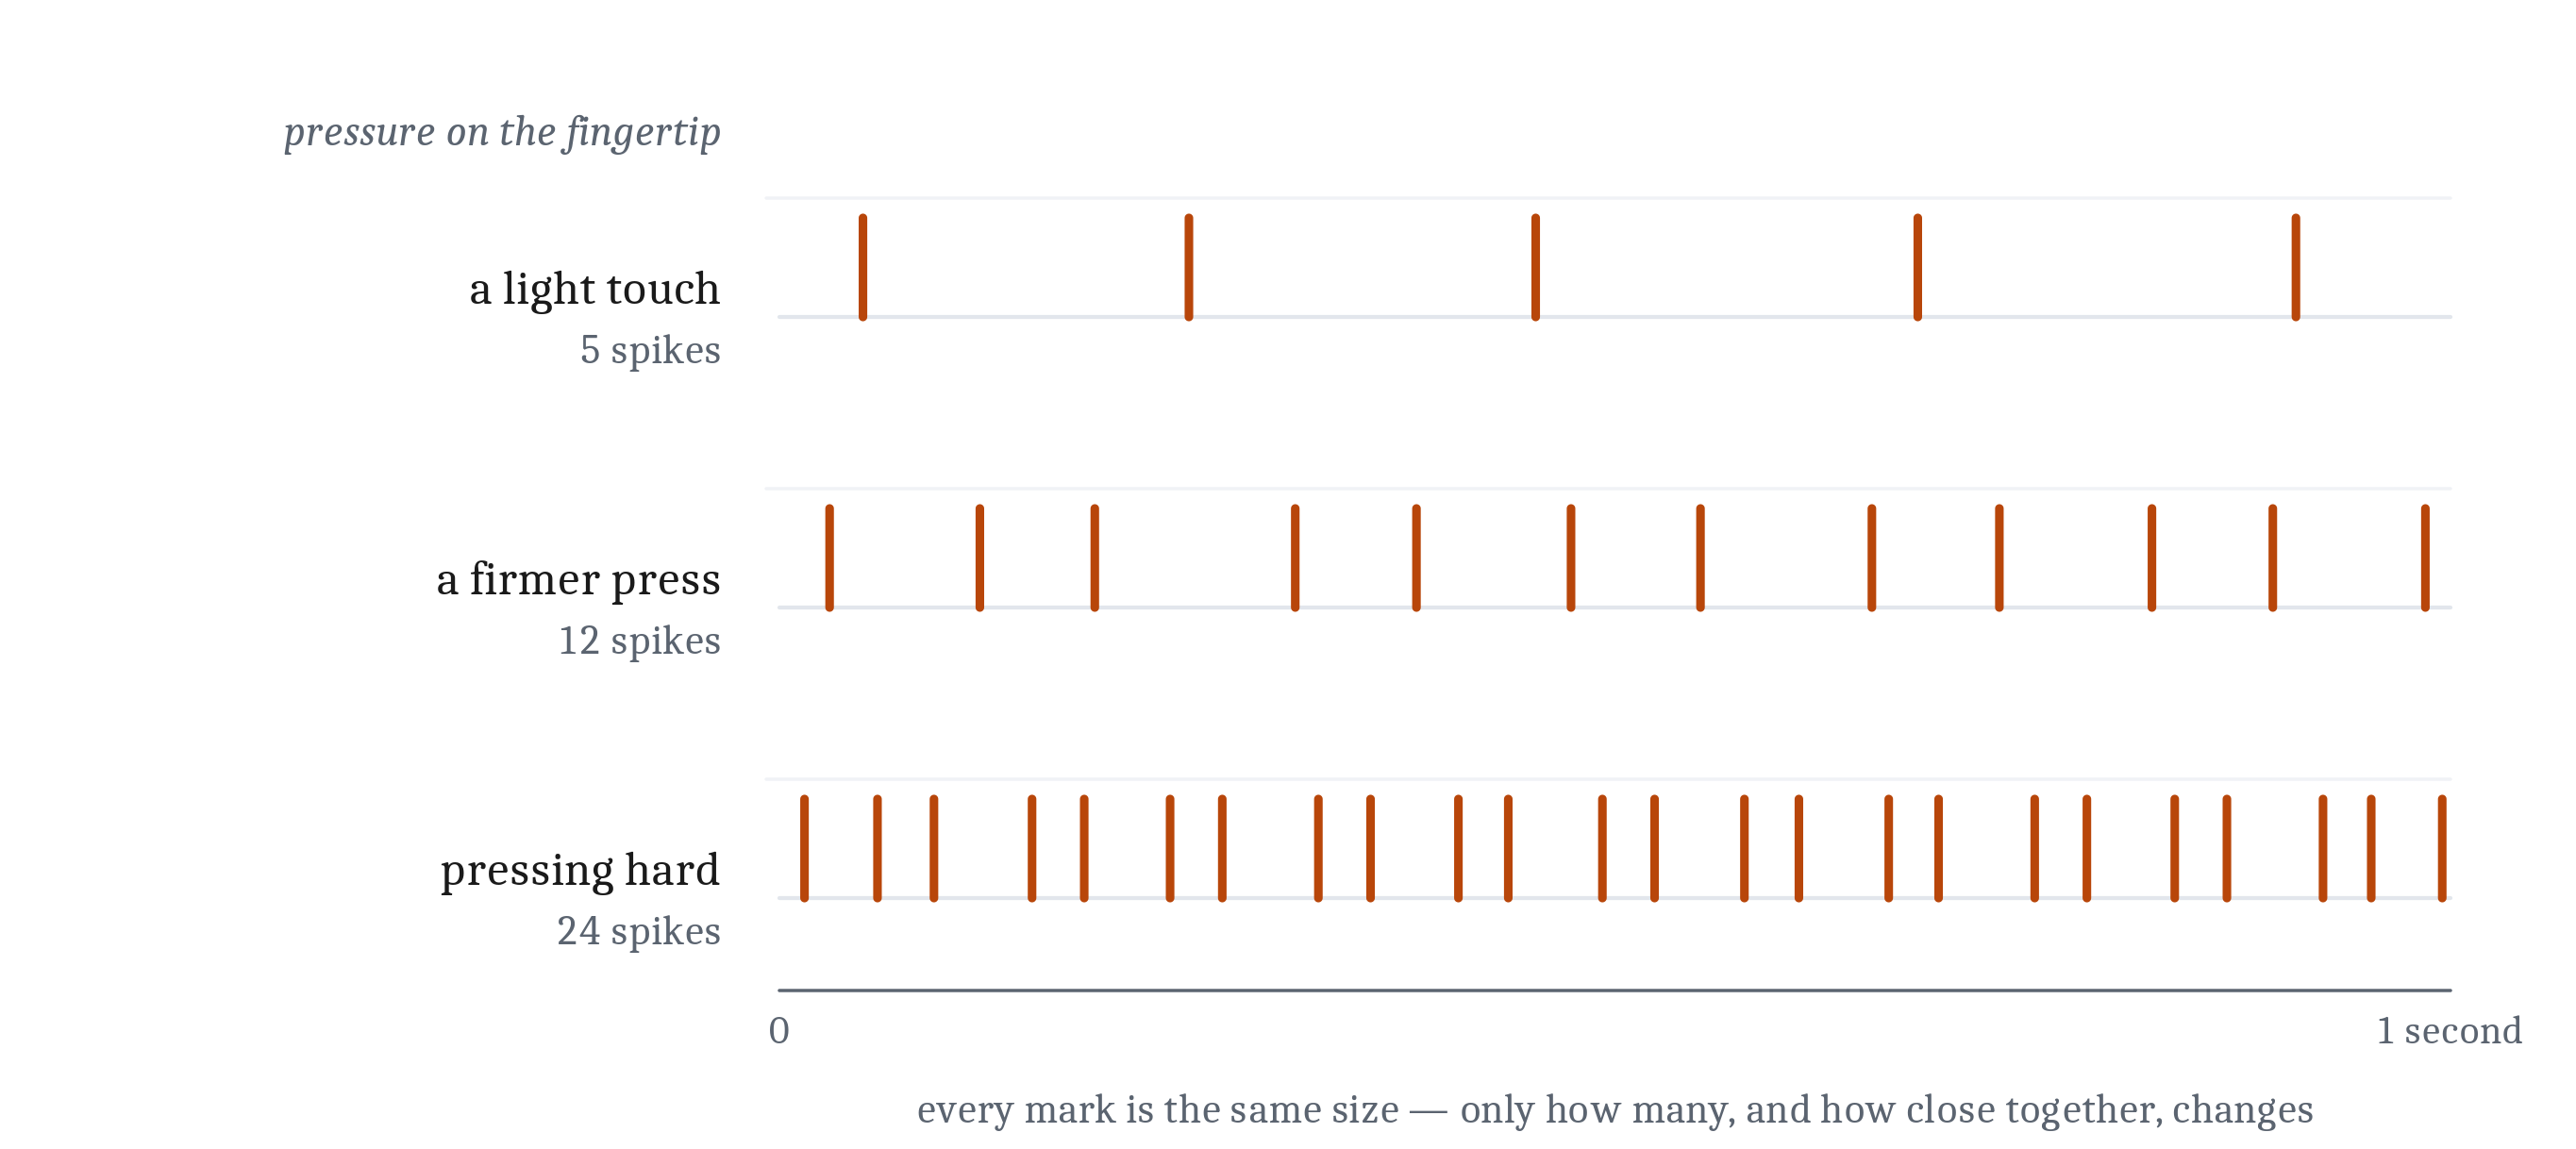 pressure on the fingertip
a light touch
5 spikes
a firmer press
12 spikes
pressing hard
24 spikes
0
1 second
every mark is the same size — only how many, and how close together, changes